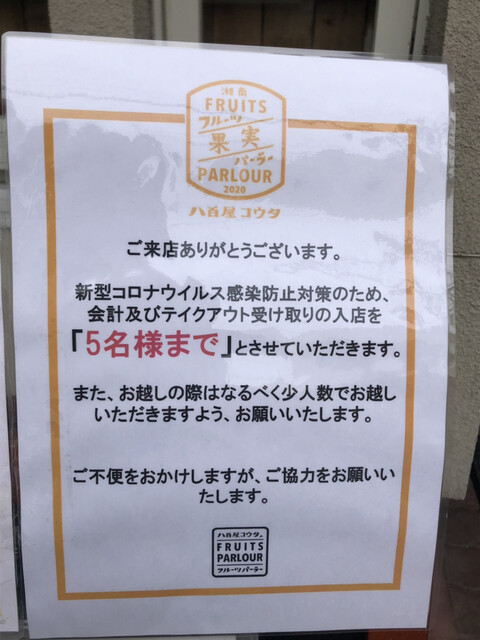 湘南
FRUITS
フルーツ
果実
パーラー
PARLOUR
2020
八百屋コウタ
ご来店ありがとうございます。
新型コロナウイルス感染防止対策のため、
会計及びテイクアウト受け取りの入店を
「5名様まで」とさせていただきます。
また、お越しの際はなるべく少人数でお越し
いただきますよう、お願いいたします。
ご不便をおかけしますが、ご協力をお願いい
たします。
八百屋コウタ
FRUITS
PARLOUR
フルーツパーラー